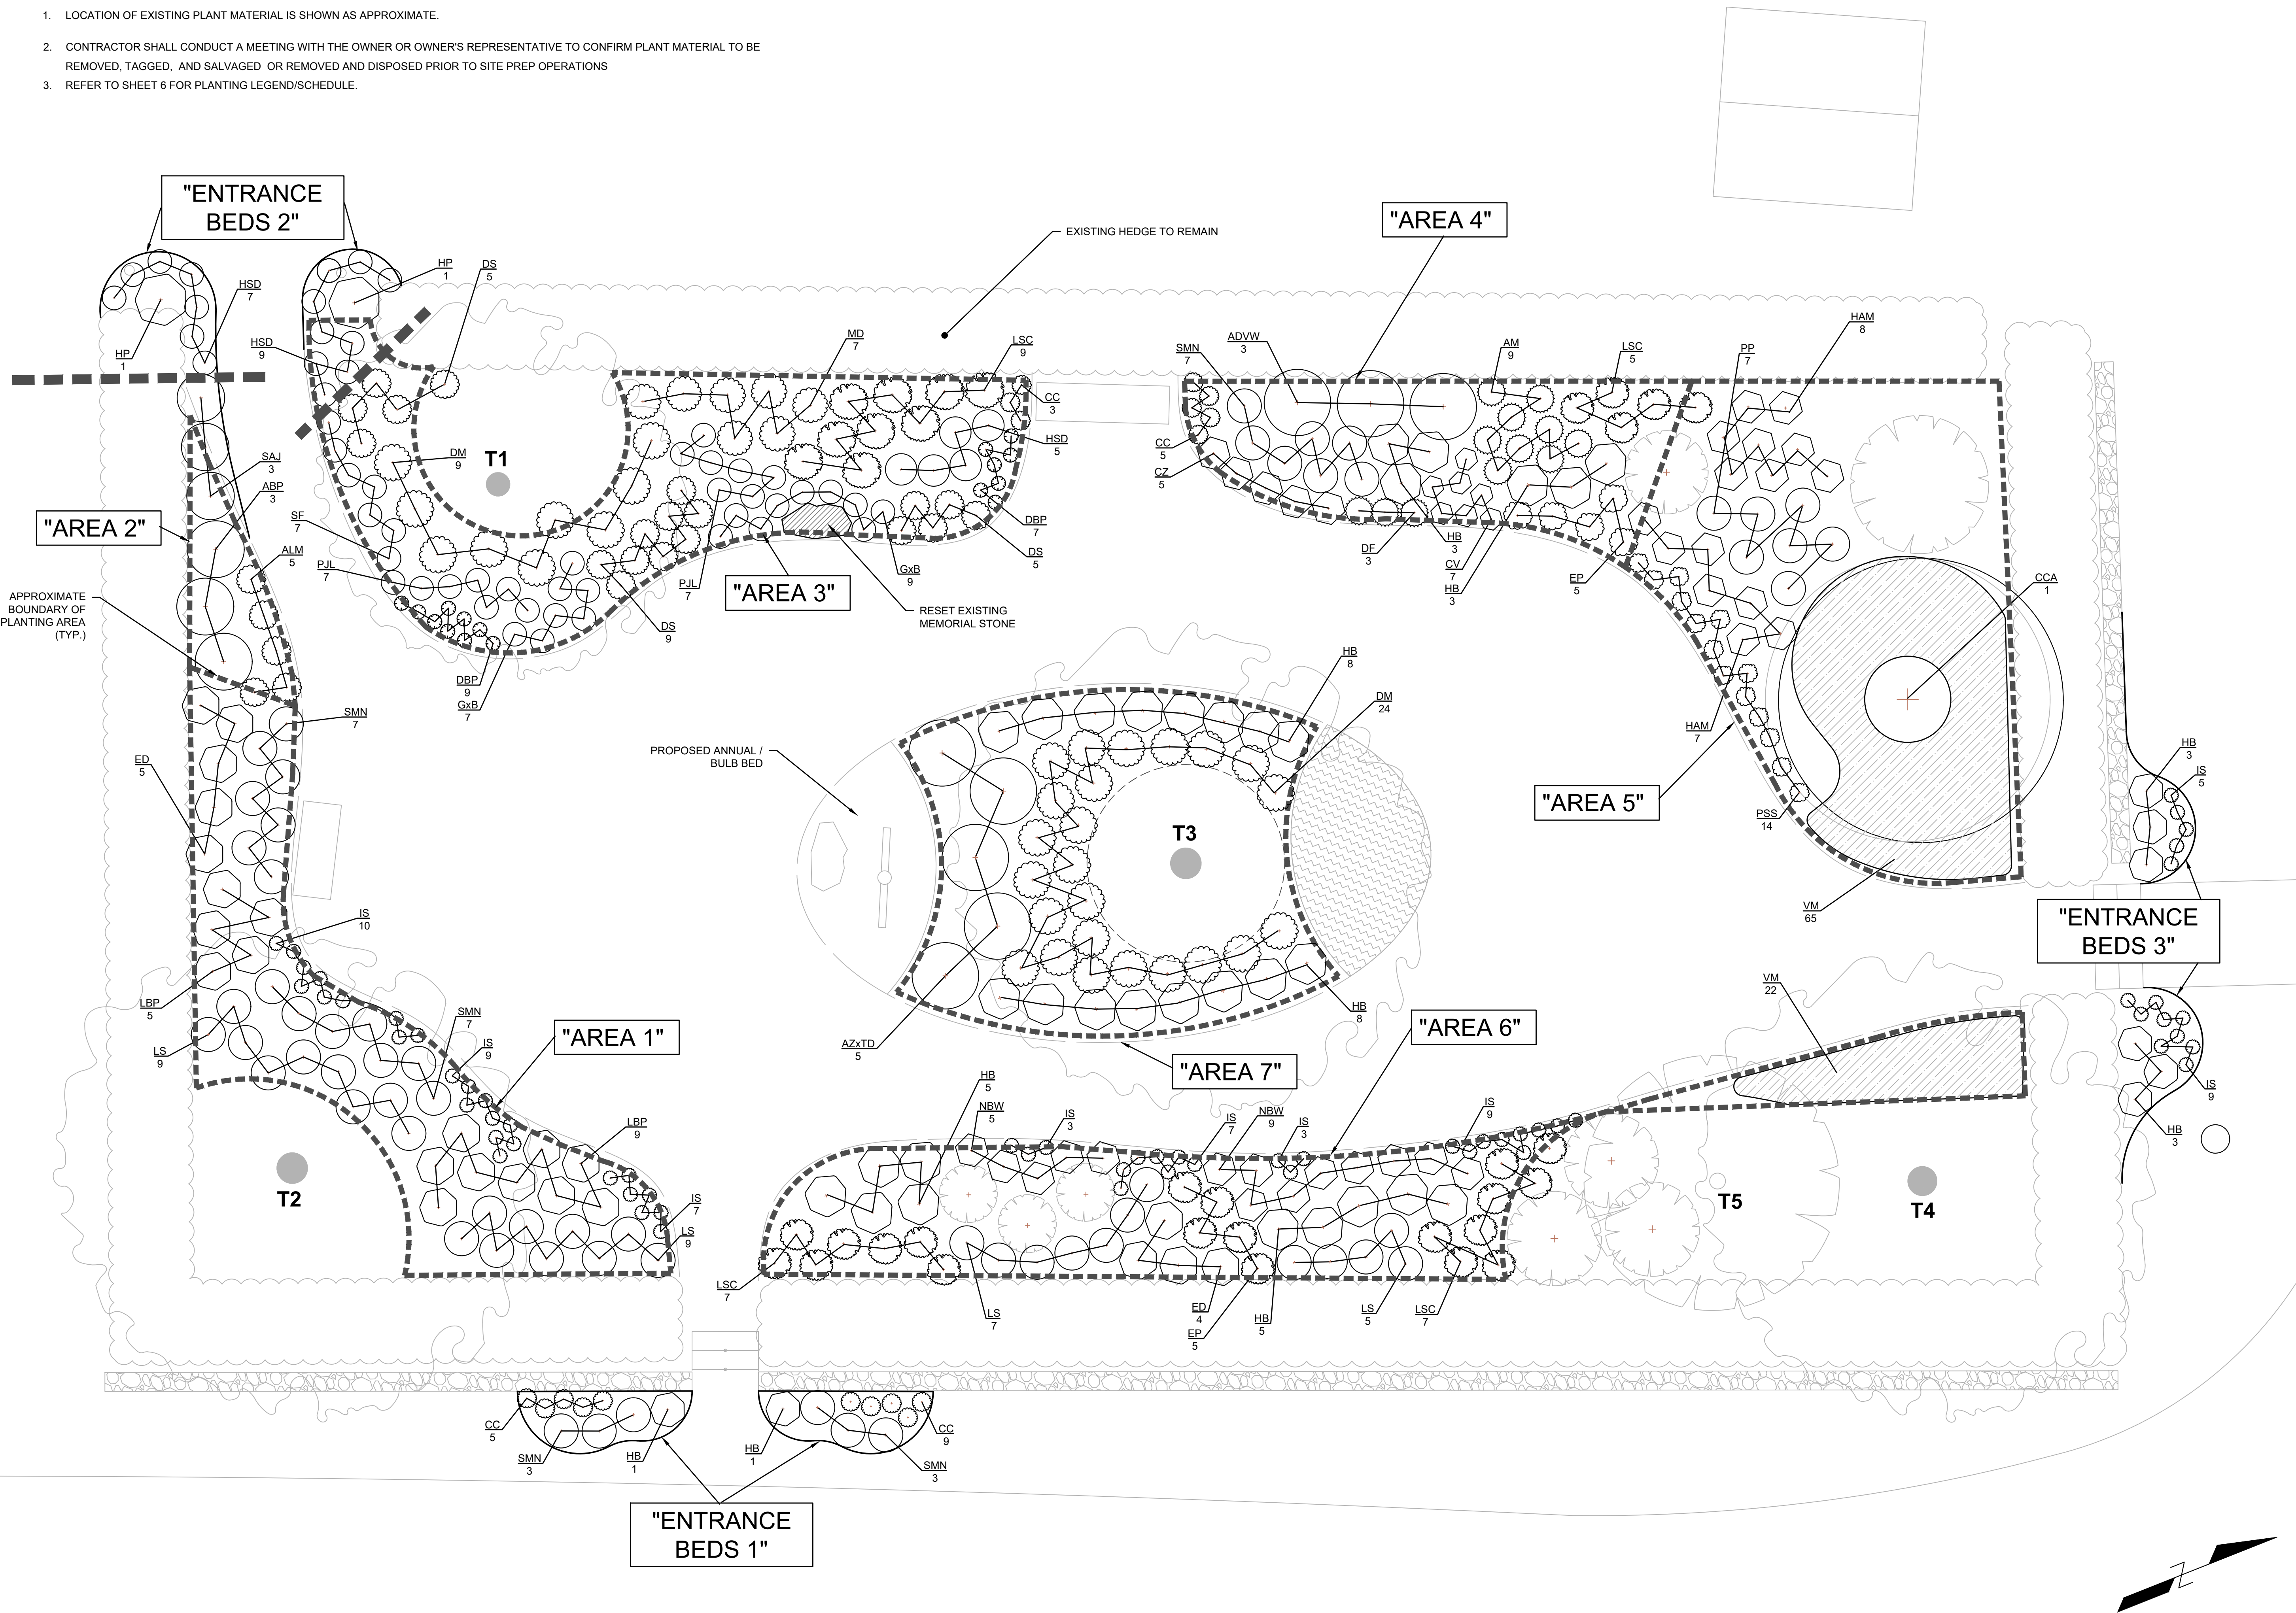 1. LOCATION OF EXISTING PLANT MATERIAL IS SHOWN AS APPROXIMATE.
2. CONTRACTOR SHALL CONDUCT A MEETING WITH THE OWNER OR OWNER'S REPRESENTATIVE TO CONFIRM PLANT MATERIAL TO BE
REMOVED, TAGGED, AND SALVAGED OR REMOVED AND DISPOSED PRIOR TO SITE PREP OPERATIONS
3. REFER TO SHEET 6 FOR PLANTING LEGEND/SCHEDULE.
"ENTRANCE
BEDS 2"
"AREA 4"
EXISTING HEDGE TO REMAIN
HP
1
DS
5
HSD
7
HSD
9
HP
1
MD
7
LSC
9
CC
3
HSD
5
SMN
7
ADVW
3
AM
9
LSC
5
PP
7
HAM
8
CC
5
CZ
5
DM
9
T1
SAJ
3
ABP
3
SF
7
"AREA 2"
ALM
5
PJL
7
APPROXIMATE
BOUNDARY OF
PLANTING AREA
(TYP.)
DBP
7
DS
5
GxB
9
PJL
7
"AREA 3"
RESET EXISTING
MEMORIAL STONE
DS
9
DBP
9
GxB
7
DF
3
HB
3
CV
7
HB
3
EP
5
CCA
1
SMN
7
ED
5
PROPOSED ANNUAL /
BULB BED
HB
8
DM
24
T3
HAM
7
"AREA 5"
PSS
14
HB
3
IS
5
VM
65
"ENTRANCE
BEDS 3"
IS
10
LBP
5
LS
9
SMN
7
IS
9
"AREA 1"
LBP
9
T2
IS
7
LS
9
AZxTD
5
HB
8
"AREA 7"
"AREA 6"
VM
22
IS
9
HB
3
HB
5
NBW
5
IS
3
IS
7
NBW
9
IS
3
IS
9
T5
T4
LSC
7
LS
7
ED
4
EP
5
HB
5
LS
5
LSC
7
CC
5
SMN
3
HB
1
HB
1
CC
9
SMN
3
"ENTRANCE
BEDS 1"
Z